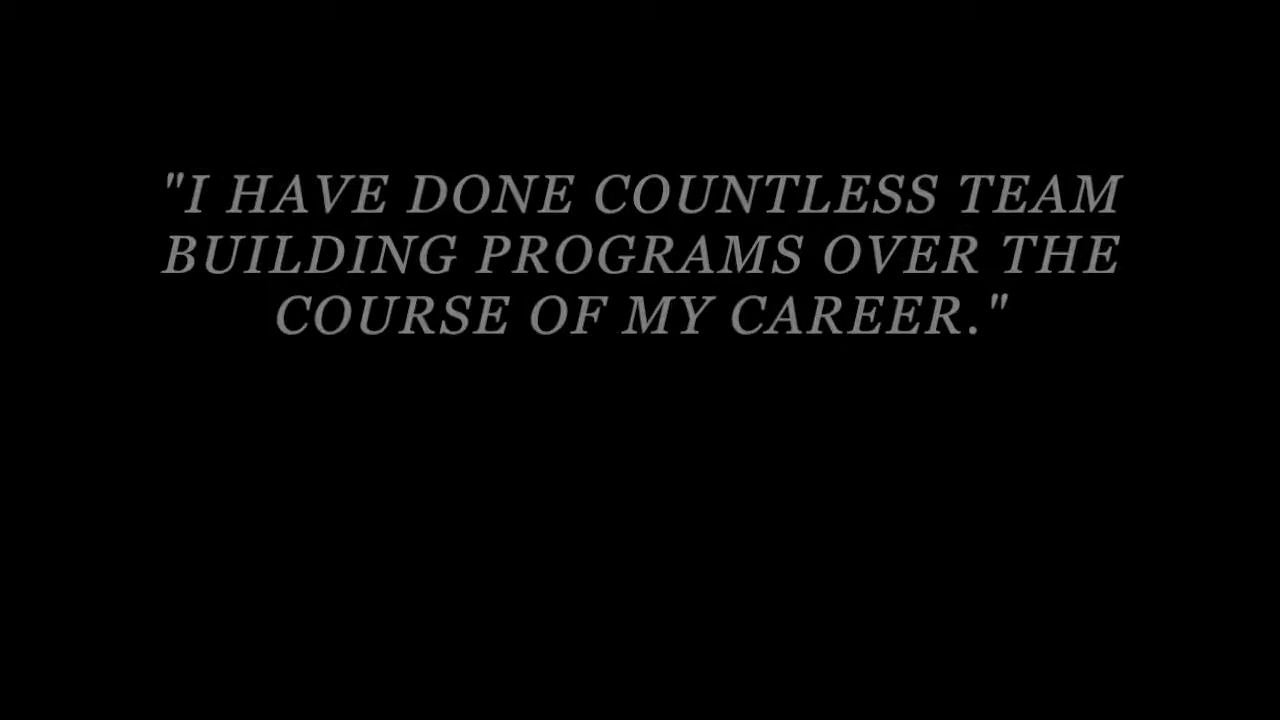 "I HAVE DONE COUNTLESS TEAM
BUILDING PROGRAMS OVER THE
COURSE OF MY CAREER."